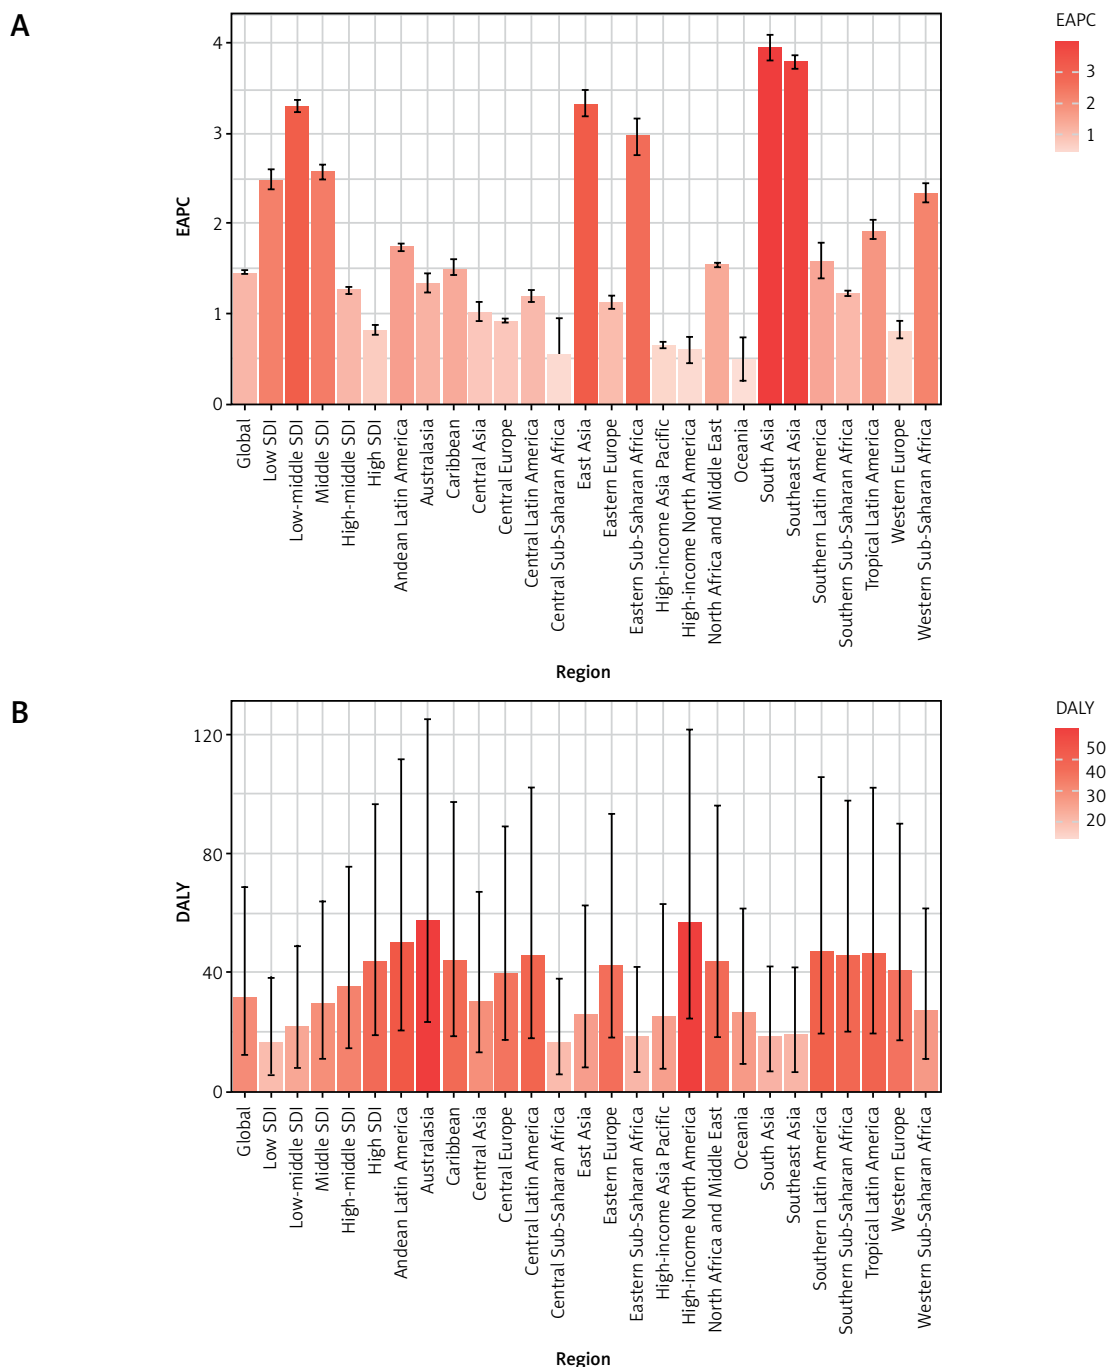 A
EAPC
4
3
2
1
0
EAPC
3
2
1
Global
Low SDI
Low-middle SDI
Middle SDI
High-middle SDI
High SDI
Andean Latin America
Australasia
Caribbean
Central Asia
Central Europe
Central Latin America
Central Sub-Saharan Africa
East Asia
Eastern Europe
Eastern Sub-Saharan Africa
High-income Asia Pacific
High-income North America
North Africa and Middle East
Oceania
South Asia
Southeast Asia
Southern Latin America
Southern Sub-Saharan Africa
Tropical Latin America
Western Europe
Western Sub-Saharan Africa
Region
B
DALY
120
80
40
0
DALY
50
40
30
20
Global
Low SDI
Low-middle SDI
Middle SDI
High-middle SDI
High SDI
Andean Latin America
Australasia
Caribbean
Central Asia
Central Europe
Central Latin America
Central Sub-Saharan Africa
East Asia
Eastern Europe
Eastern Sub-Saharan Africa
High-income Asia Pacific
High-income North America
North Africa and Middle East
Oceania
South Asia
Southeast Asia
Southern Latin America
Southern Sub-Saharan Africa
Tropical Latin America
Western Europe
Western Sub-Saharan Africa
Region